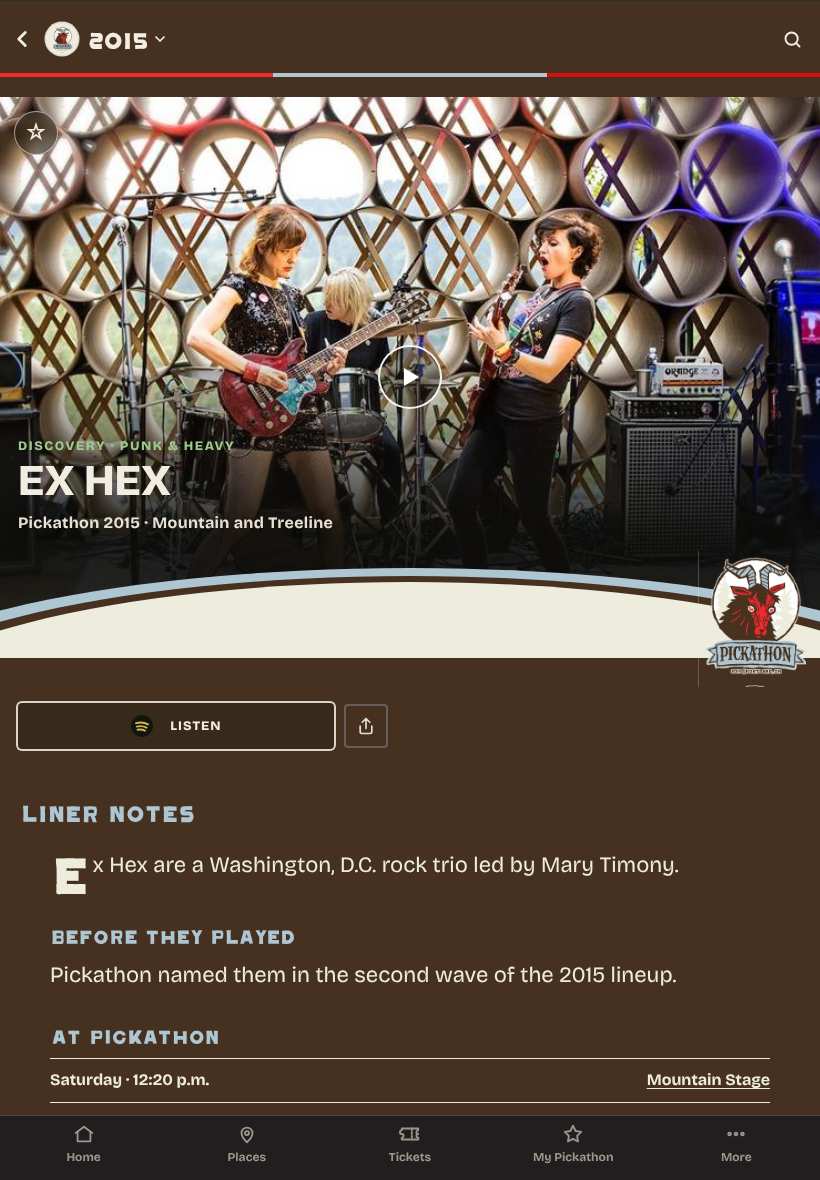 2015
ORANGE
DISCOVERY · PUNK & HEAVY
EX HEX
Pickathon 2015 · Mountain and Treeline
PICKATHON
LISTEN
LINER NOTES
Ex Hex are a Washington, D.C. rock trio led by Mary Timony.
BEFORE THEY PLAYED
Pickathon named them in the second wave of the 2015 lineup.
AT PICKATHON
Saturday · 12:20 p.m.
Mountain Stage
Home
Places
Tickets
My Pickathon
More